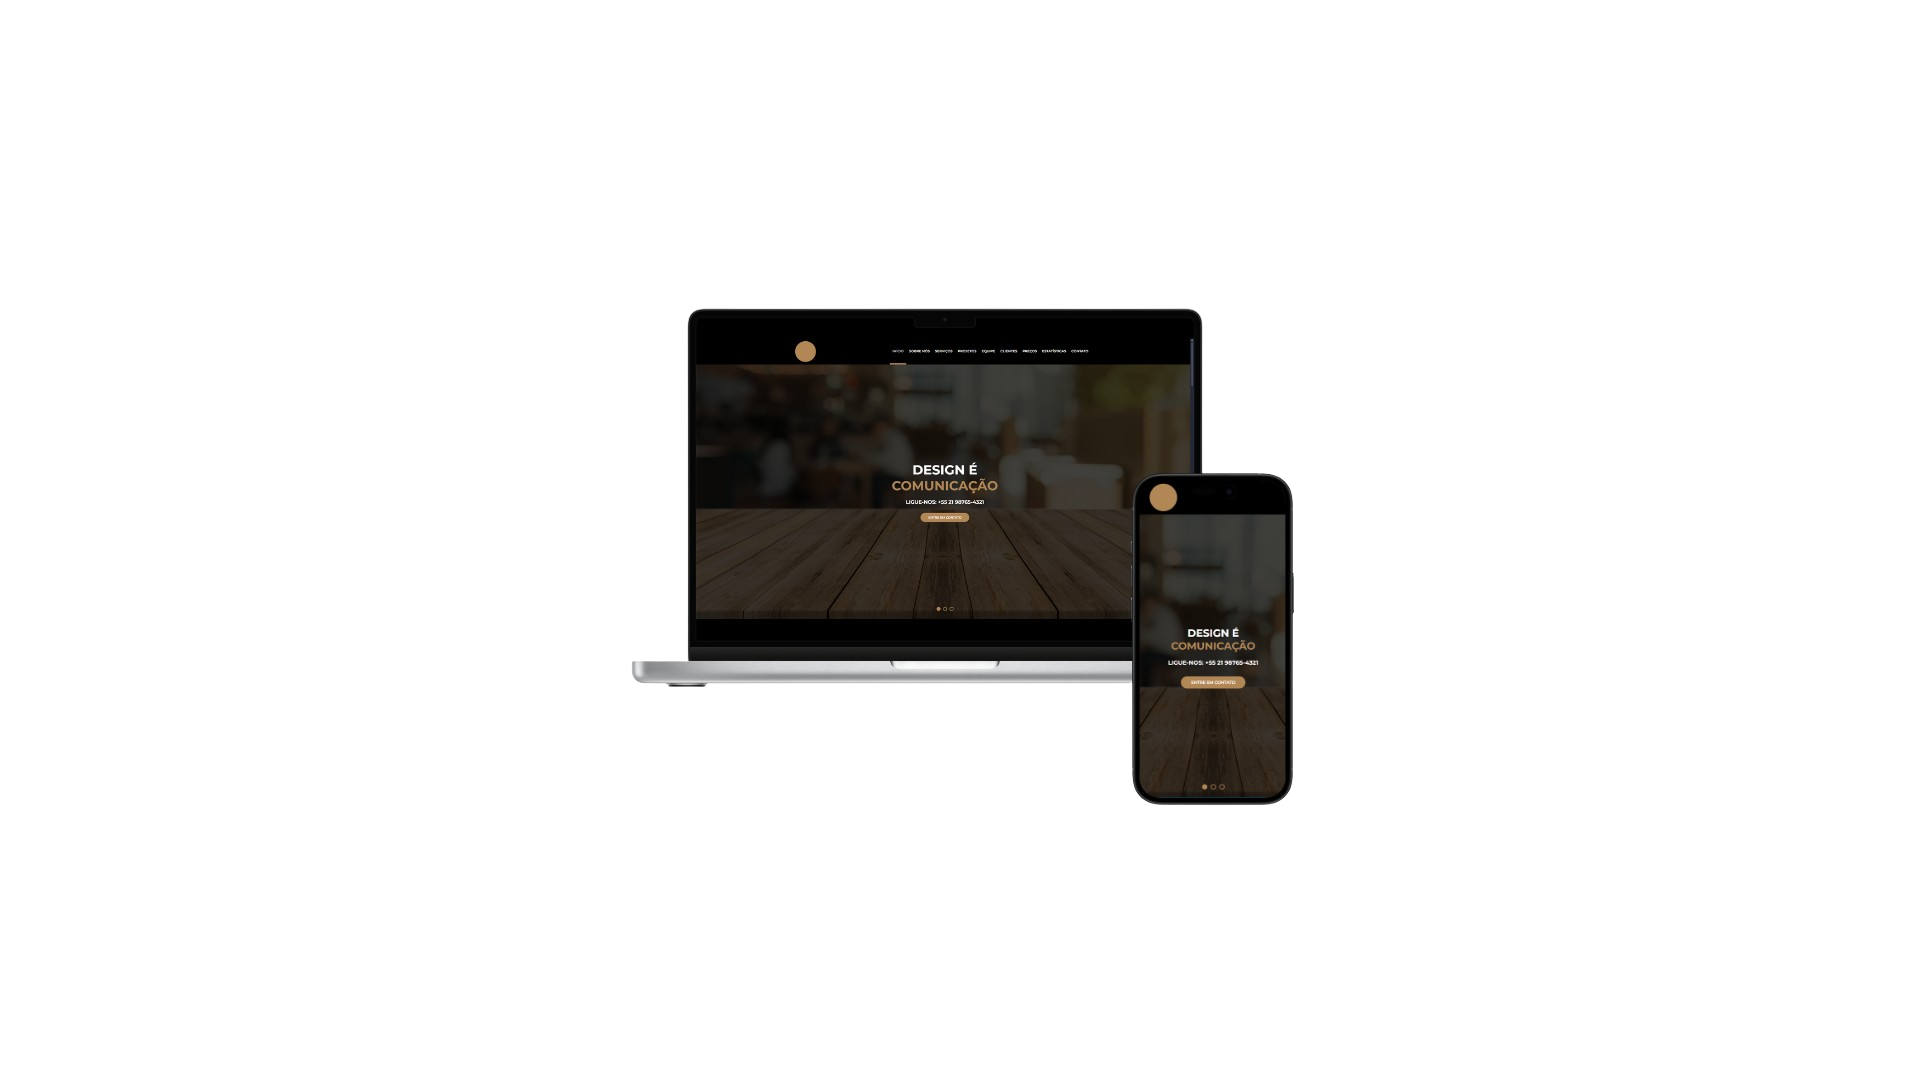 INÍCIO SOBRE NÓS SERVIÇOS PROJETOS EQUIPE CLIENTES PREÇOS ESTATÍSTICAS CONTATO
DESIGN É
COMUNICAÇÃO
LIGUE-NOS: +55 21 98765-4321
ENTRE EM CONTATO
DESIGN É
COMUNICAÇÃO
LIGUE-NOS: +55 21 98765-4321
ENTRE EM CONTATO